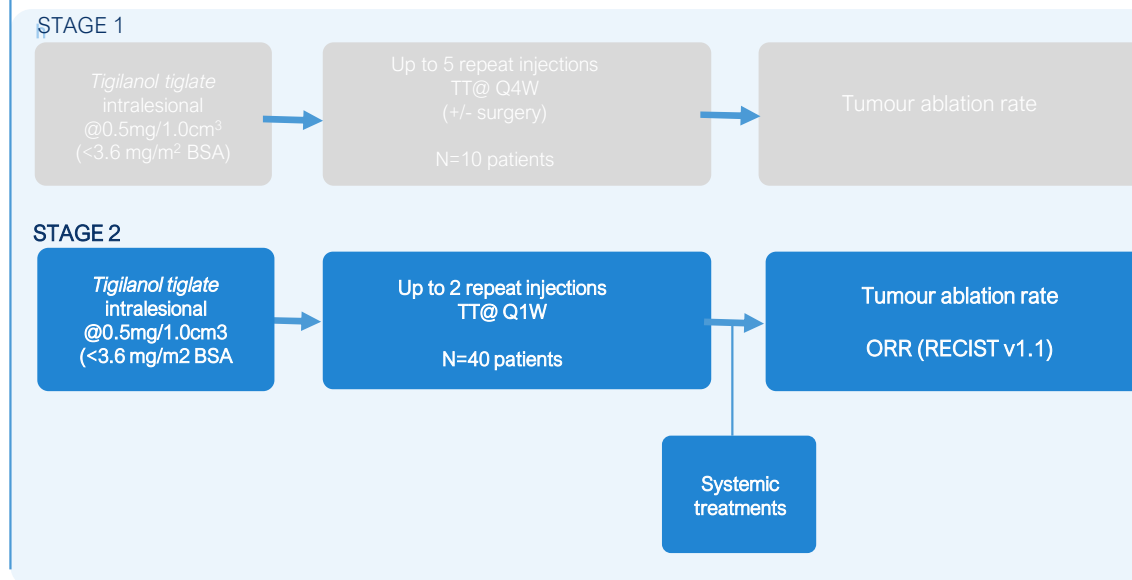 STAGE 1
Tigilanol tiglate
intralesional
@0.5mg/1.0cm³
(<3.6 mg/m² BSA)
Up to 5 repeat injections
TT@ Q4W
(+/- surgery)
N=10 patients
Tumour ablation rate
STAGE 2
Tigilanol tiglate
intralesional
@0.5mg/1.0cm3
(<3.6 mg/m2 BSA
Up to 2 repeat injections
TT@ Q1W
N=40 patients
Tumour ablation rate
ORR (RECIST v1.1)
Systemic
treatments